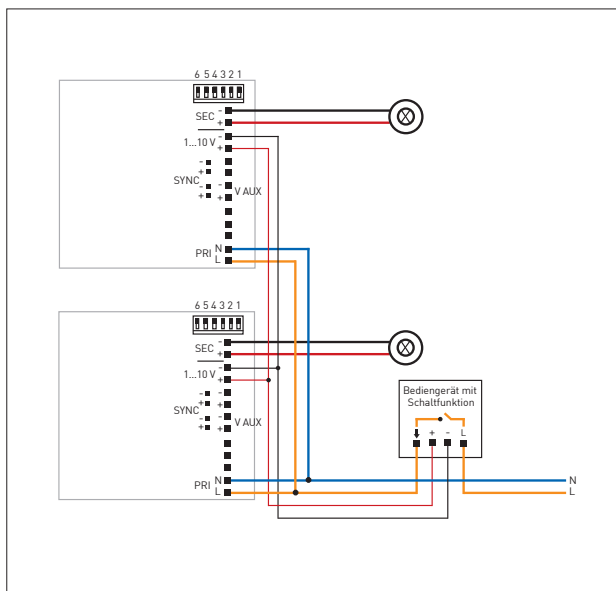 6 5 4 3 2 1
SEC -
+
1...10 V -
+
-
+
SYNC
-
+
- V AUX
+
PRI N
L
6 5 4 3 2 1
SEC -
+
1...10 V -
+
-
+
SYNC
-
+
-
+
V AUX
Bediengerät mit
Schaltfunktion
+ - L
PRI N
L
N
L